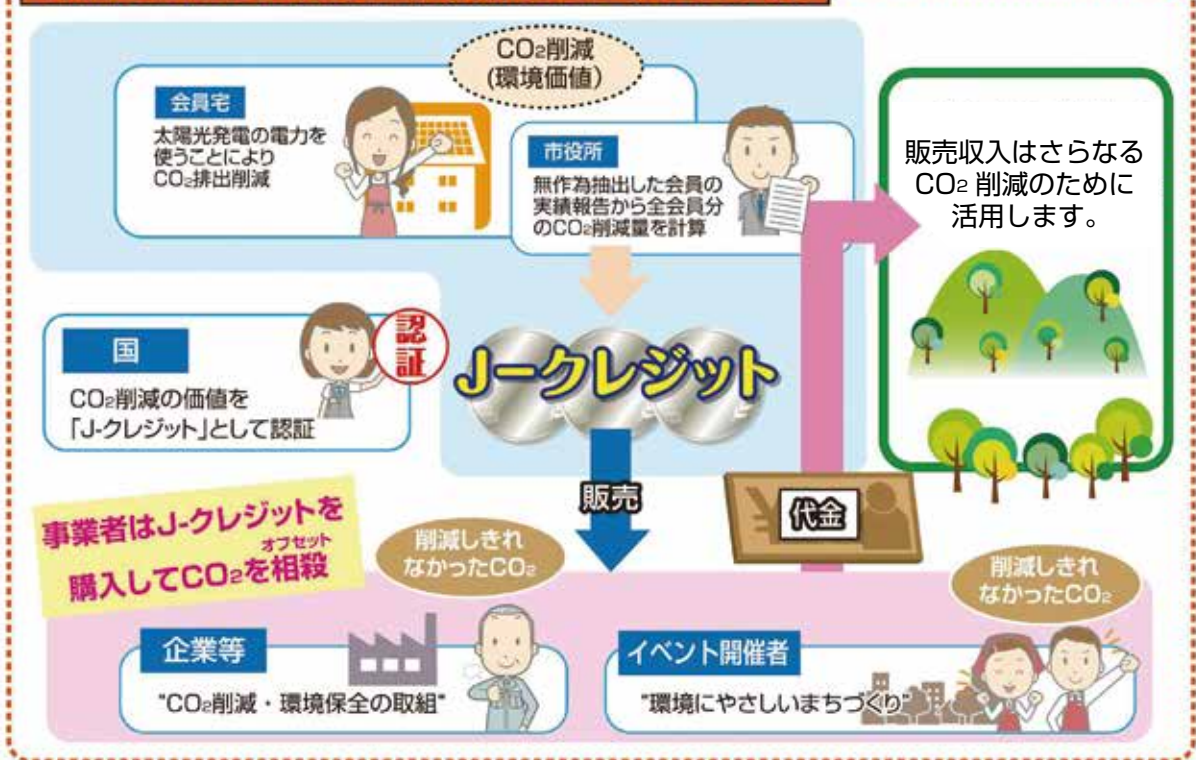 CO₂削減
(環境価値)
会員宅
太陽光発電の電力を
使うことにより
CO₂排出削減
市役所
無作為抽出した会員の
実績報告から全会員分
のCO₂削減量を計算
販売収入はさらなる
CO₂ 削減のために
活用します。
国
CO₂削減の価値を
「J-クレジット」として認証
認証
J-クレジット
販売
¥
代金
事業者はJ-クレジットを
オフセット
購入してCO₂を相殺
削減しきれ
なかったCO₂
削減しきれ
なかったCO₂
企業等
"CO₂削減・環境保全の取組"
イベント開催者
"環境にやさしいまちづくり"